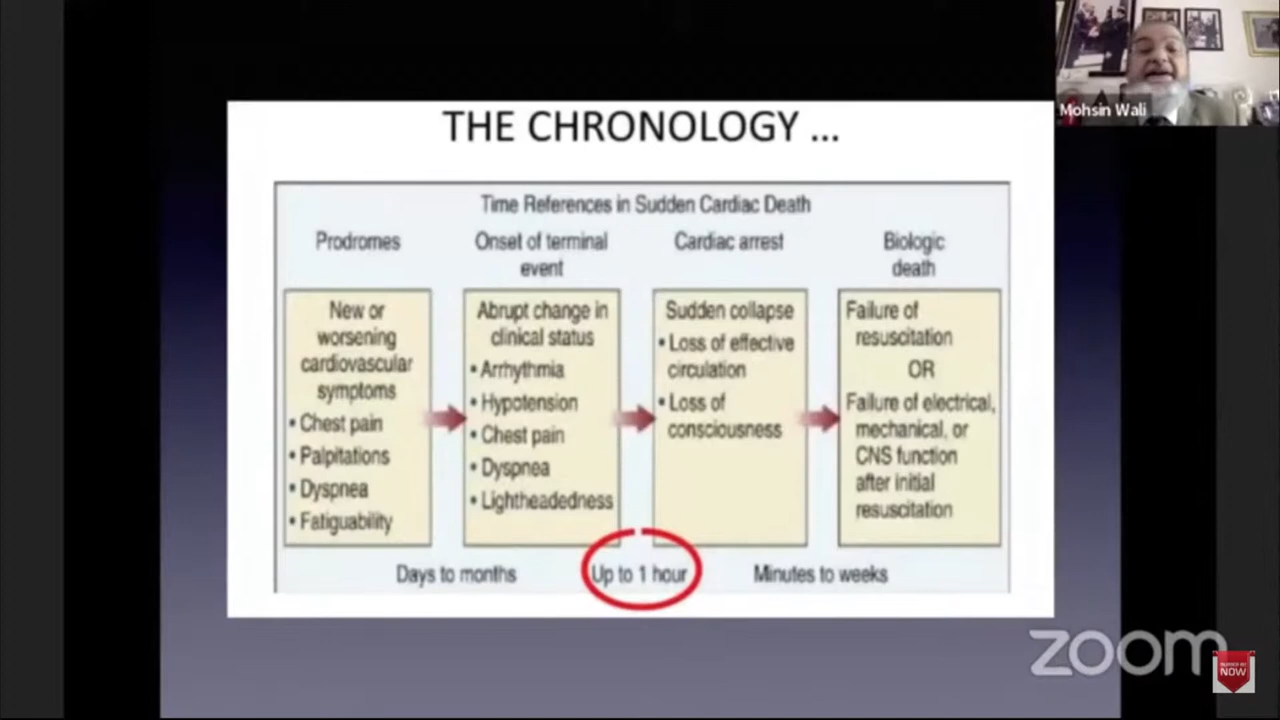 Mohsin Wali
THE CHRONOLOGY ...
Time References in Sudden Cardiac Death
Prodromes
New or
worsening
cardiovascular
symptoms
• Chest pain
• Palpitations
• Dyspnea
• Fatiguability
Onset of terminal
event
Abrupt change in
clinical status
• Arrhythmia
• Hypotension
• Chest pain
• Dyspnea
• Lightheadedness
Cardiac arrest
Sudden collapse
• Loss of effective
circulation
• Loss of
consciousness
Biologic
death
Failure of
resuscitation
OR
Failure of electrical,
mechanical, or
CNS function
after initial
resuscitation
Days to months
Up to 1 hour
Minutes to weeks
zoom
NOW